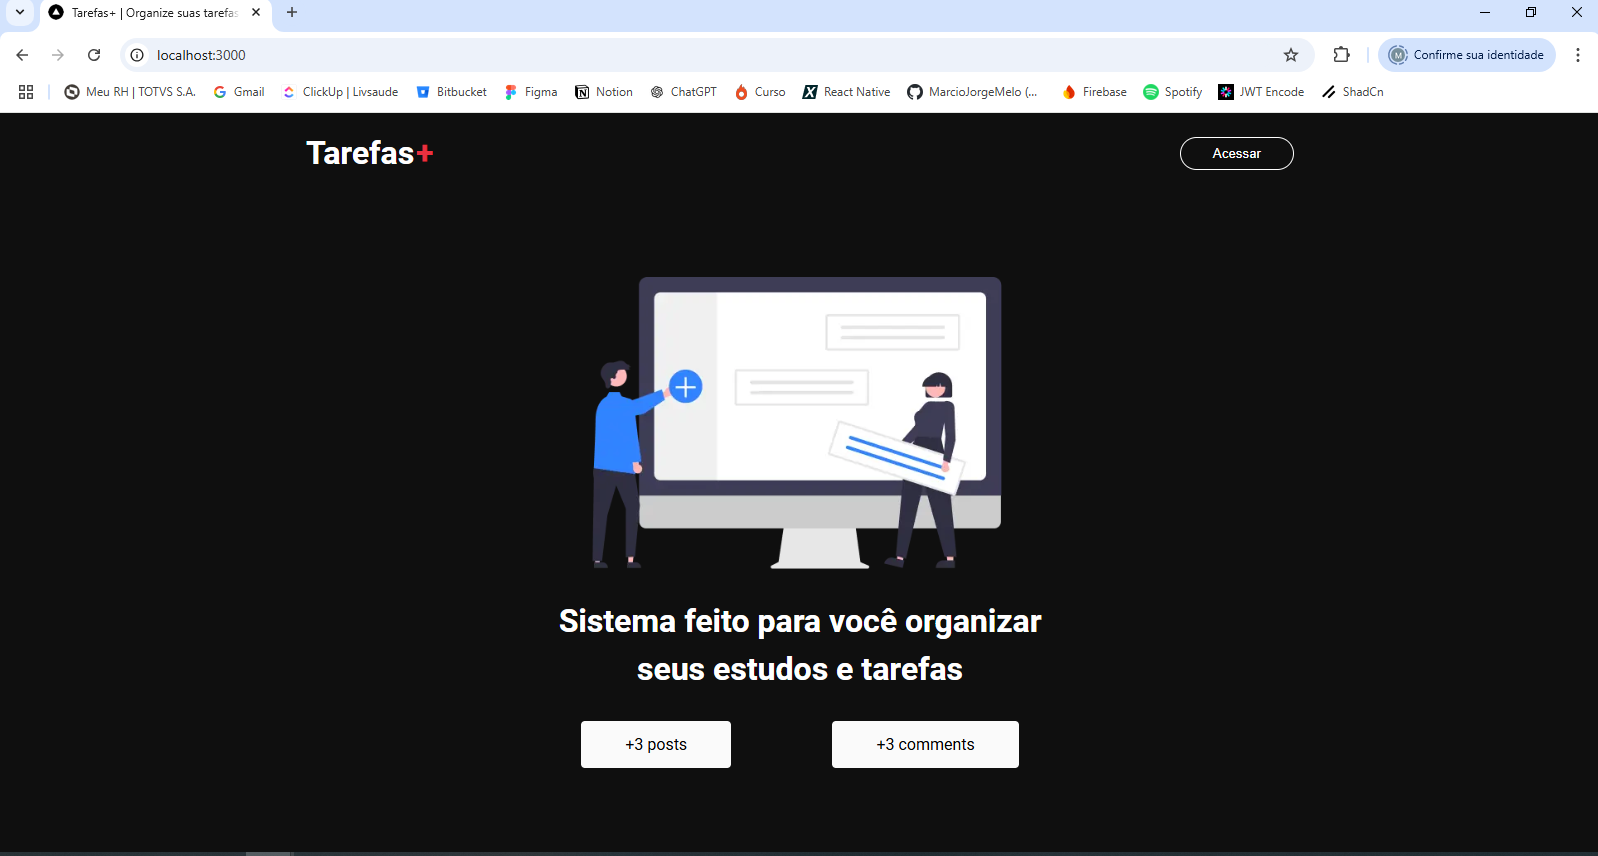 Tarefas+ | Organize suas tarefas
localhost:3000
Confirme sua identidade
Meu RH | TOTVS S.A.
Gmail
ClickUp | Livsaude
Bitbucket
Figma
Notion
ChatGPT
Curso
React Native
MarcioJorgeMelo (...
Firebase
Spotify
JWT Encode
ShadCn
Tarefas+
Acessar
Sistema feito para você organizar
seus estudos e tarefas
+3 posts
+3 comments